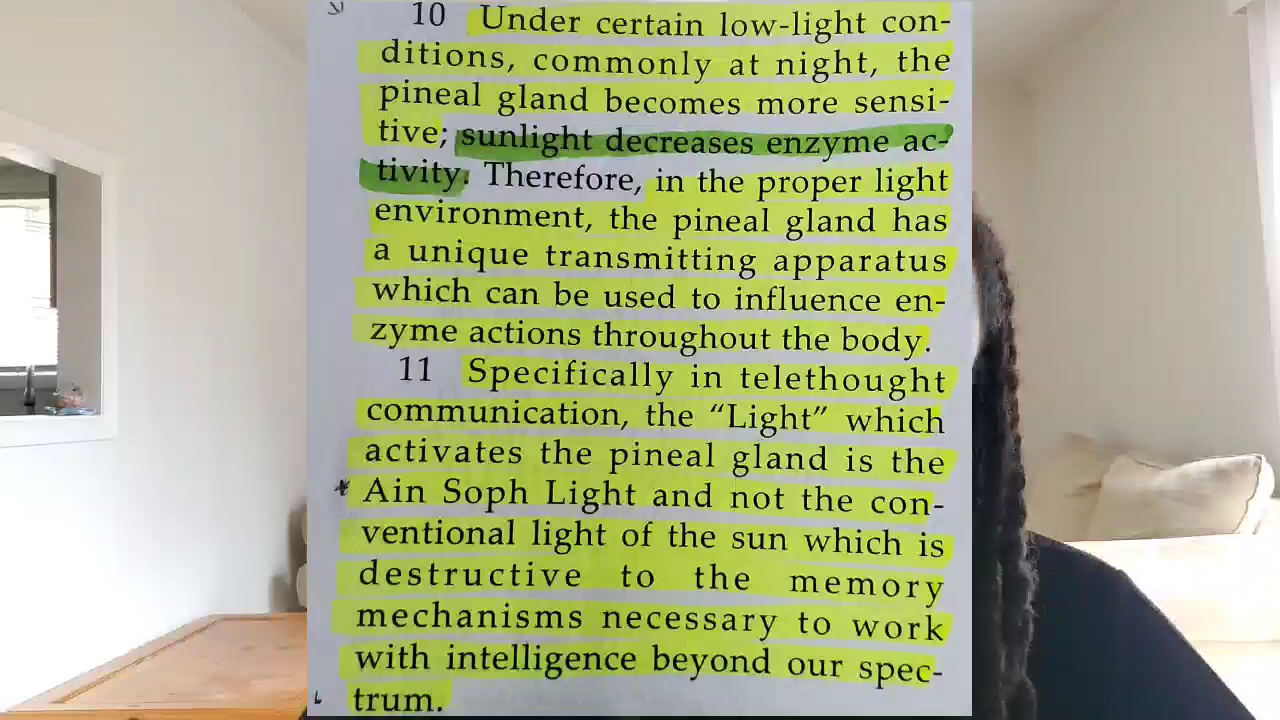 10 Under certain low-light con-
ditions, commonly at night, the
pineal gland becomes more sensi-
tive; sunlight decreases enzyme ac-
tivity. Therefore, in the proper light
environment, the pineal gland has
a unique transmitting apparatus
which can be used to influence en-
zyme actions throughout the body.
11 Specifically in telethought
communication, the “Light” which
activates the pineal gland is the
Ain Soph Light and not the con-
ventional light of the sun which is
destructive to the memory
mechanisms necessary to work
with intelligence beyond our spec-
trum.